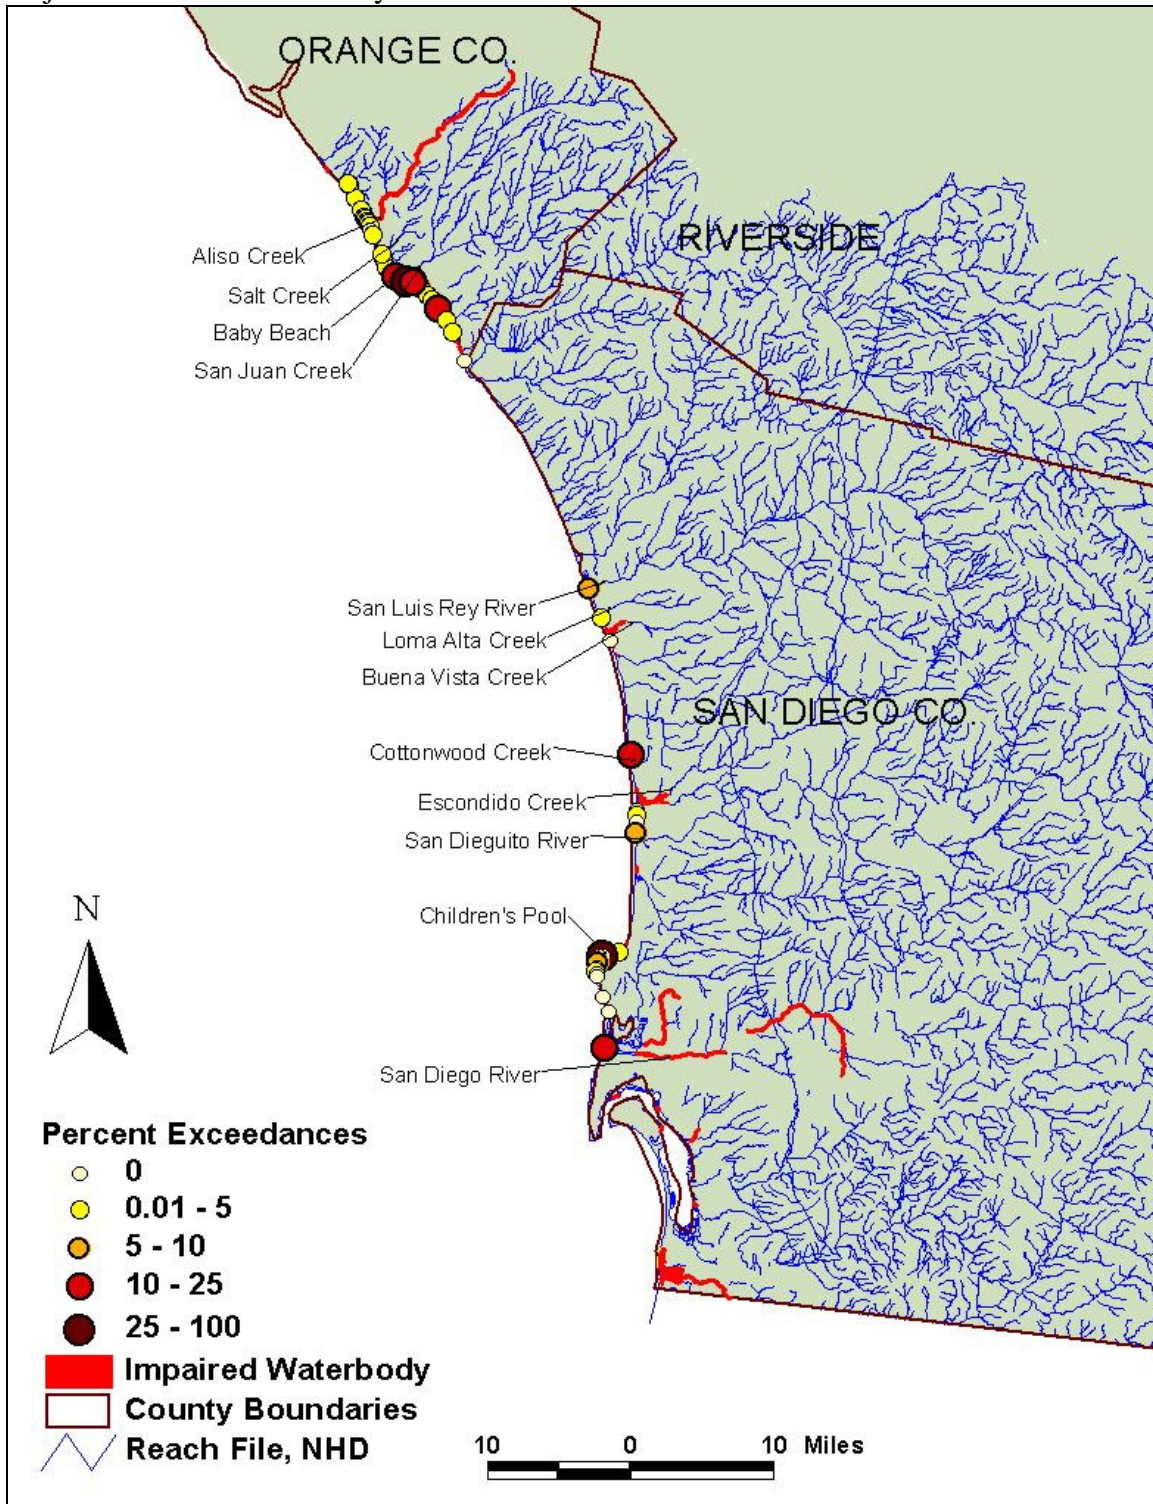 ORANGE CO.
RIVERSIDE
Aliso Creek
Salt Creek
Baby Beach
San Juan Creek
San Luis Rey River
Loma Alta Creek
Buena Vista Creek
SAN DIEGO CO.
Cottonwood Creek
Escondido Creek
San Dieguito River
Children's Pool
N
San Diego River
Percent Exceedances
0
0.01 - 5
5 - 10
10 - 25
25 - 100
Impaired Waterbody
County Boundaries
Reach File, NHD
10 0 10 Miles